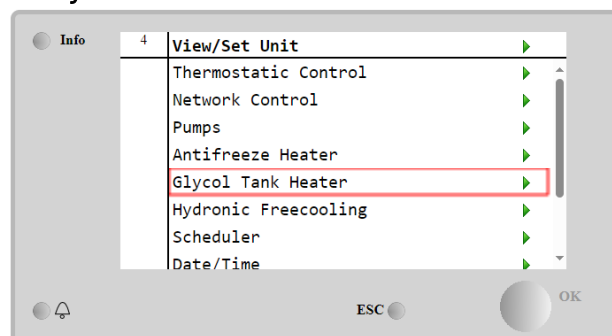 Info
4 View/Set Unit
Thermostatic Control
Network Control
Pumps
Antifreeze Heater
Glycol Tank Heater
Hydronic Freecooling
Scheduler
Date/Time
ESC
OK